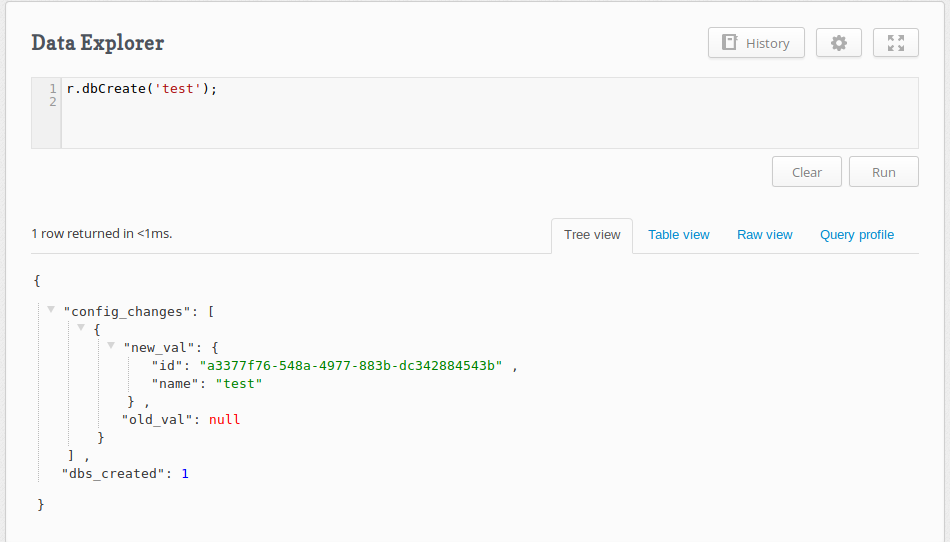 Data Explorer
History
1 r.dbCreate('test');
2
Clear
Run
1 row returned in <1ms.
Tree view
Table view
Raw view
Query profile
{
"config_changes": [
{
"new_val": {
"id": "a3377f76-548a-4977-883b-dc342884543b" ,
"name": "test"
} ,
"old_val": null
}
] ,
"dbs_created": 1
}